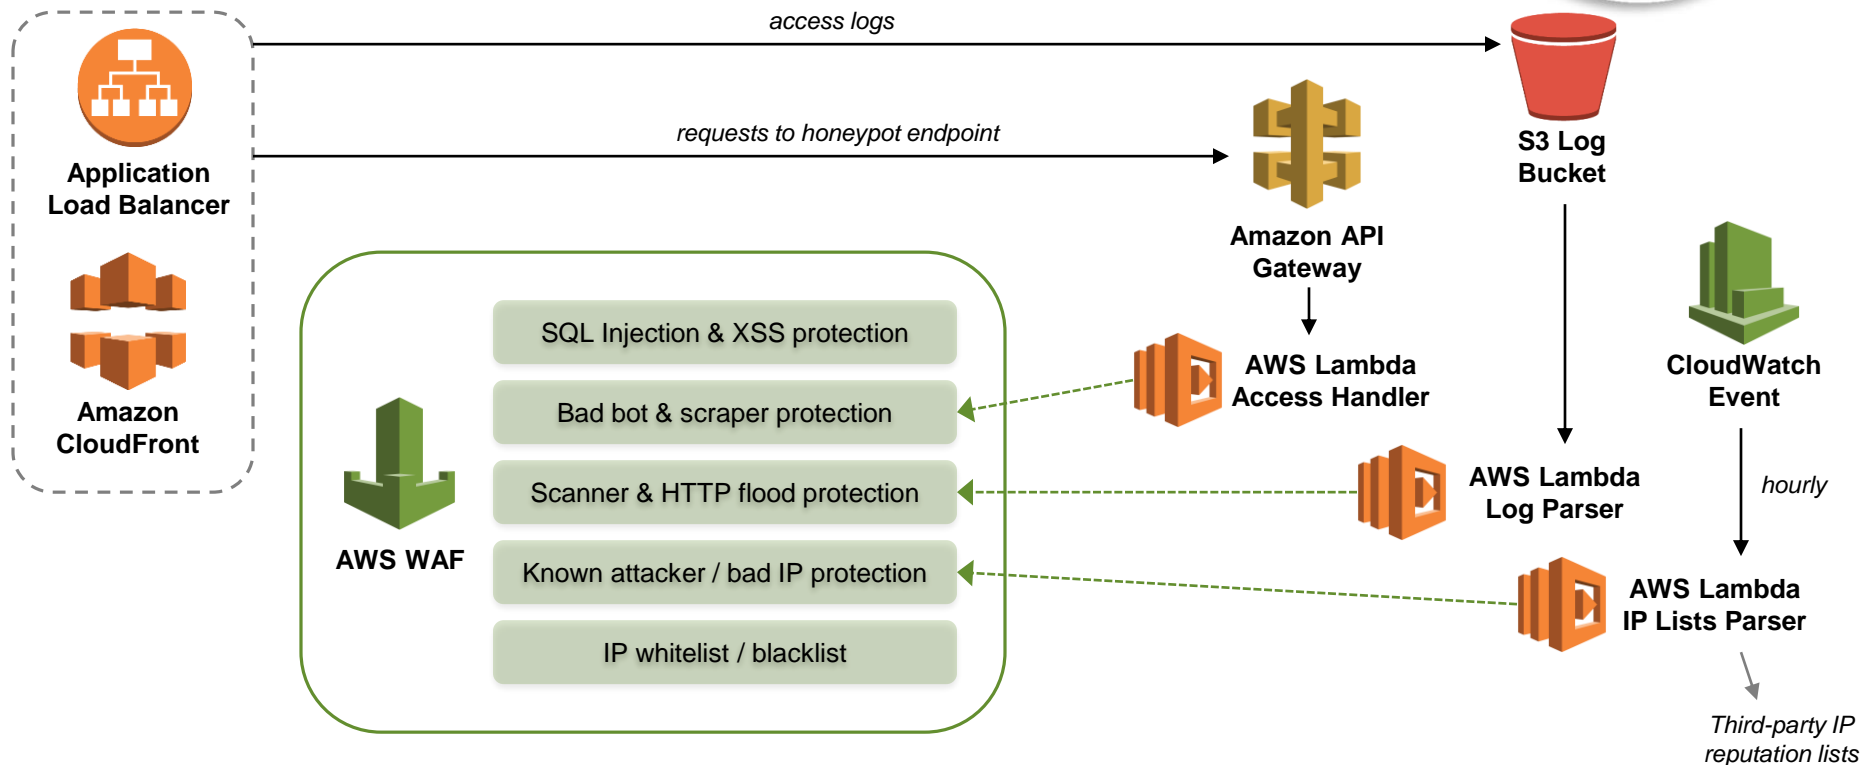 access logs
requests to honeypot endpoint
Application
Load Balancer
Amazon
CloudFront
S3 Log
Bucket
Amazon API
Gateway
AWS Lambda
Access Handler
CloudWatch
Event
hourly
AWS Lambda
Log Parser
AWS Lambda
IP Lists Parser
Third-party IP
reputation lists
AWS WAF
SQL Injection & XSS protection
Bad bot & scraper protection
Scanner & HTTP flood protection
Known attacker / bad IP protection
IP whitelist / blacklist